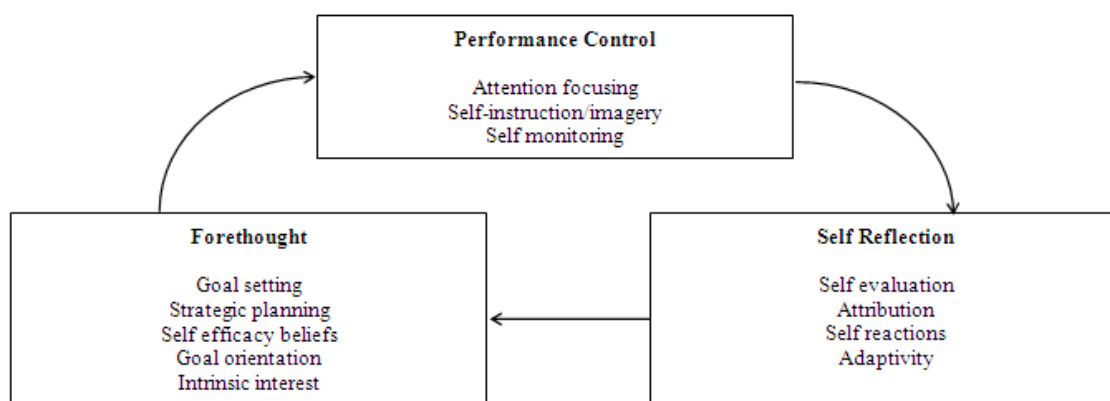 Performance Control
Attention focusing
Self-instruction/imagery
Self monitoring
Forethought
Goal setting
Strategic planning
Self efficacy beliefs
Goal orientation
Intrinsic interest
Self Reflection
Self evaluation
Attribution
Self reactions
Adaptivity